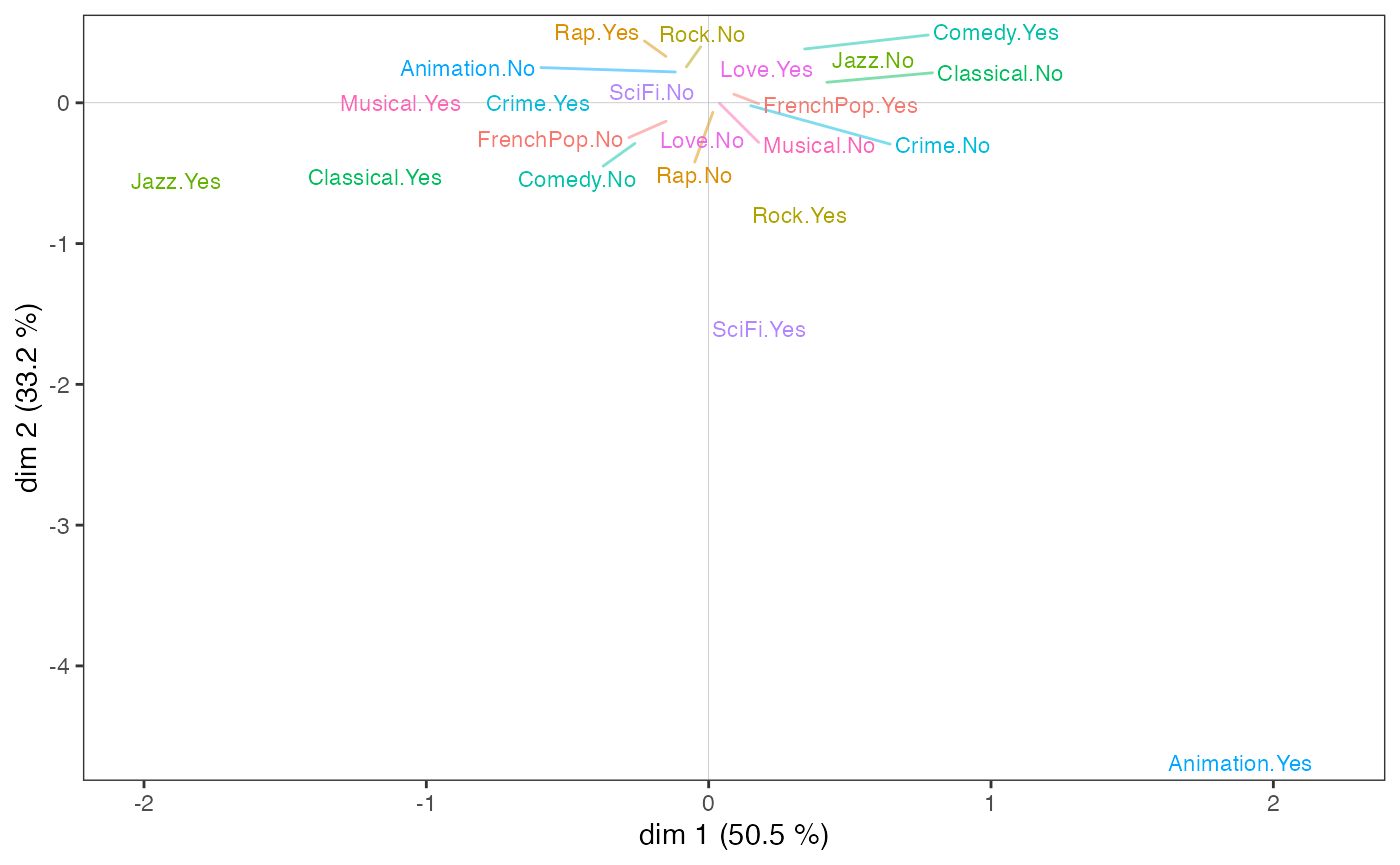 Rap.Yes
Rock.No
Comedy.Yes
Animation.No
Love.Yes
Jazz.No
Classical.No
SciFi.No
Musical.Yes
Crime.Yes
FrenchPop.Yes
FrenchPop.No
Love.No
Musical.No
Crime.No
Jazz.Yes
Classical.Yes
Comedy.No
Rap.No
Rock.Yes
SciFi.Yes
Animation.Yes
0
-1
-2
-3
-4
dim 2 (33.2 %)
-2
-1
0
1
2
dim 1 (50.5 %)